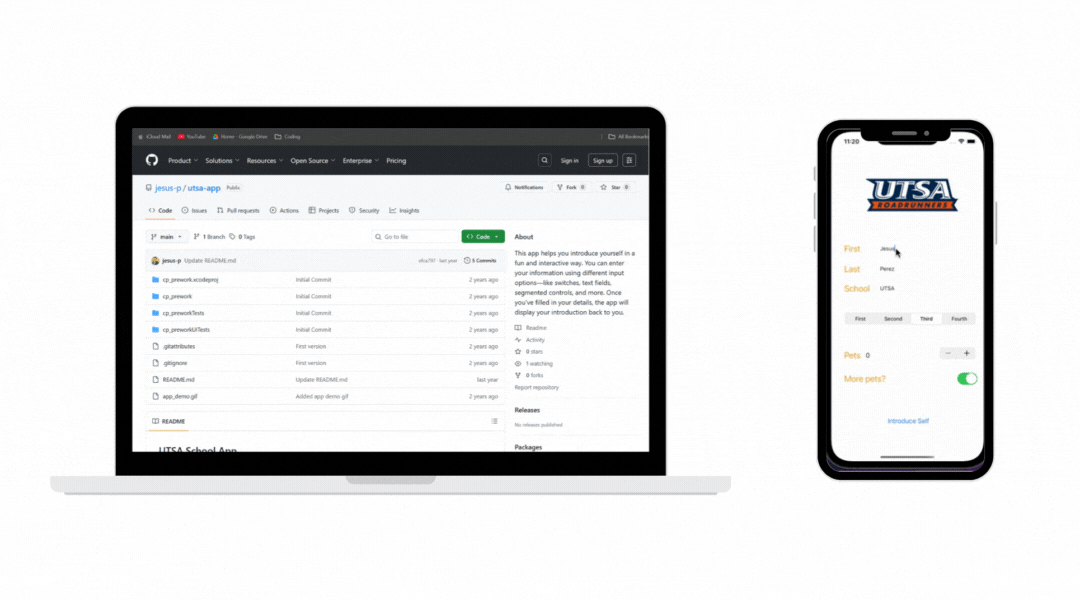 iCloud Mail YouTube Home - Google Drive Coding All Bookmarks
Product Solutions Resources Open Source Enterprise Pricing Sign in Sign up
jesus-p / utsa-app Public Notifications Fork 0 Star 0
Code Issues Pull requests Actions Projects Security Insights
main 1 Branch 0 Tags Go to file Code
jesus-p Update README.md last year 5 Commits
cp_prework.xcodeproj Initial Commit 2 years ago
cp_prework Initial Commit 2 years ago
cp_preworkTests Initial Commit 2 years ago
cp_preworkUITests Initial Commit 2 years ago
.gitattributes First version 2 years ago
.gitignore First version 2 years ago
README.md Update README.md last year
app_demo.gif Added app demo gif 2 years ago
README
UTSA School App
About
This app helps you introduce yourself in a
fun and interactive way. You can enter
your information using different input
options—like switches, text fields,
segmented controls, and more. Once
you've filled in your details, the app will
display your introduction back to you.
Readme
Activity
0 stars
1 watching
0 forks
Report repository
Releases
No releases published
Packages
11:20
UTSA
ROADRUNNERS
First Jesus
Last Perez
School UTSA
First Second Third Fourth
Pets 0 − +
More pets?
Introduce Self